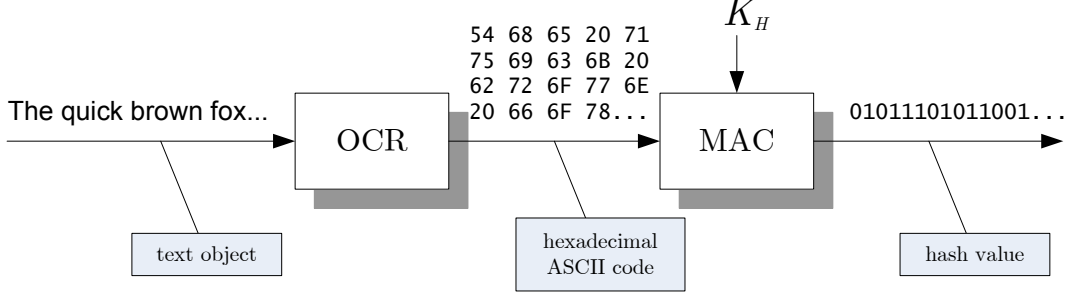 K_H
54 68 65 20 71
75 69 63 6B 20
62 72 6F 77 6E
20 66 6F 78...
The quick brown fox...
OCR
MAC
01011101011001...
text object
hexadecimal
ASCII code
hash value